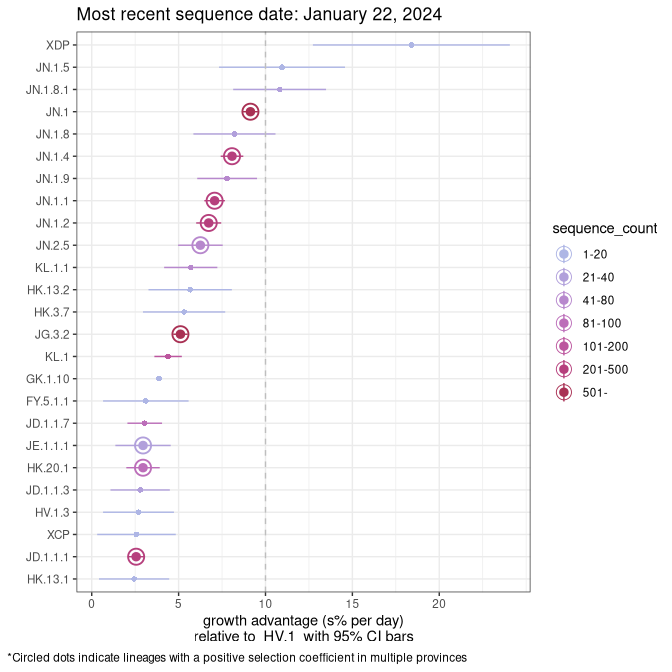 Most recent sequence date: January 22, 2024
XDP
JN.1.5
JN.1.8.1
JN.1
JN.1.8
JN.1.4
JN.1.9
JN.1.1
JN.1.2
JN.2.5
KL.1.1
HK.13.2
HK.3.7
JG.3.2
KL.1
GK.1.10
FY.5.1.1
JD.1.1.7
JE.1.1.1
HK.20.1
JD.1.1.3
HV.1.3
XCP
JD.1.1.1
HK.13.1
0 5 10 15 20
growth advantage (s% per day)
relative to HV.1 with 95% CI bars
sequence_count
1-20
21-40
41-80
81-100
101-200
201-500
501-
*Circled dots indicate lineages with a positive selection coefficient in multiple provinces